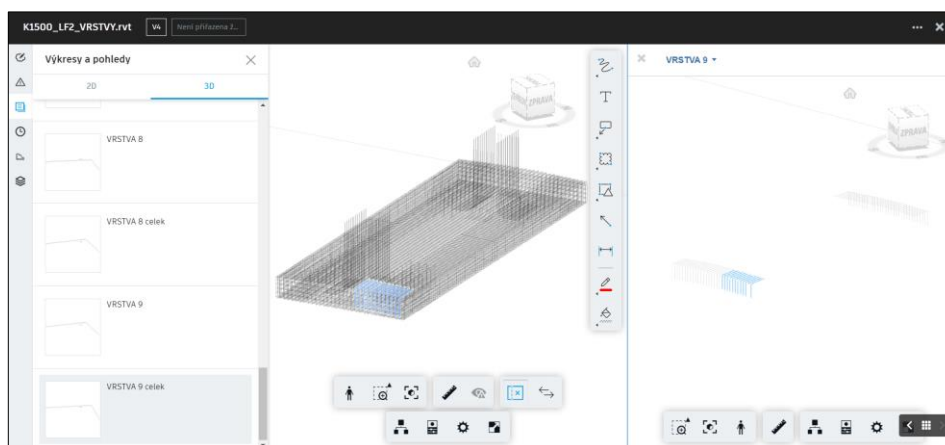 K1500_LF2_VRSTVY.rvt
V4
Není přiřazena ž...
Výkresy a pohledy
2D
3D
VRSTVA 8
VRSTVA 8 celek
VRSTVA 9
VRSTVA 9 celek
ZPRAVA
T
VRSTVA 9
ZPRAVA